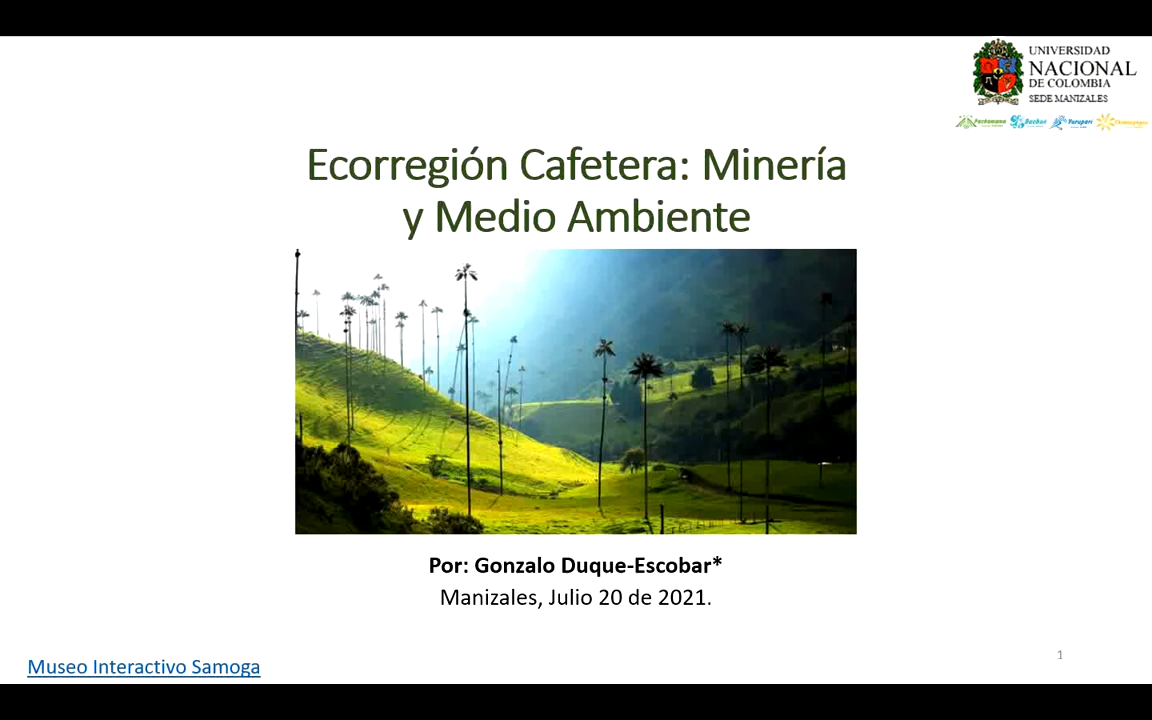 UNIVERSIDAD
NACIONAL
DE COLOMBIA
SEDE MANIZALES
Ecorregión Cafetera: Minería
y Medio Ambiente
Por: Gonzalo Duque-Escobar*
Manizales, Julio 20 de 2021.
1
Museo Interactivo Samoga